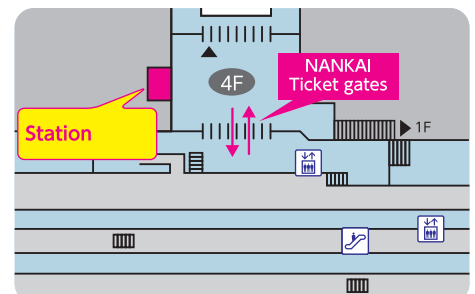 NANKAI
Ticket gates
4F
Station
1F